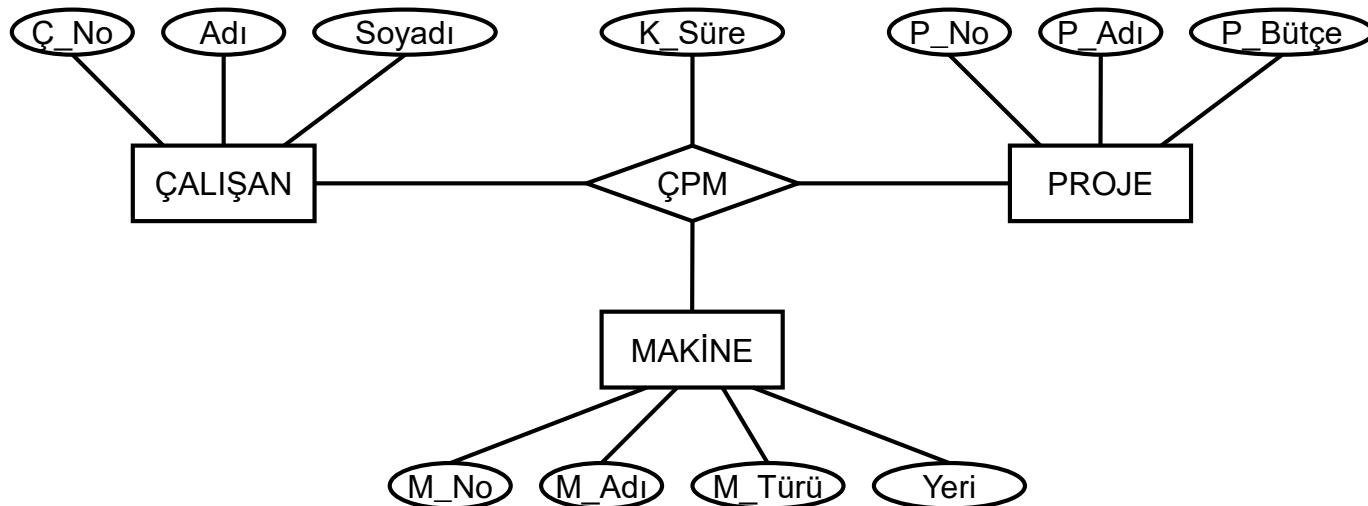 Ç_No Adı Soyadı K_Süre P_No P_Adı P_Bütçe
ÇALIŞAN ÇPM PROJE
MAKİNE
M_No M_Adı M_Türü Yeri